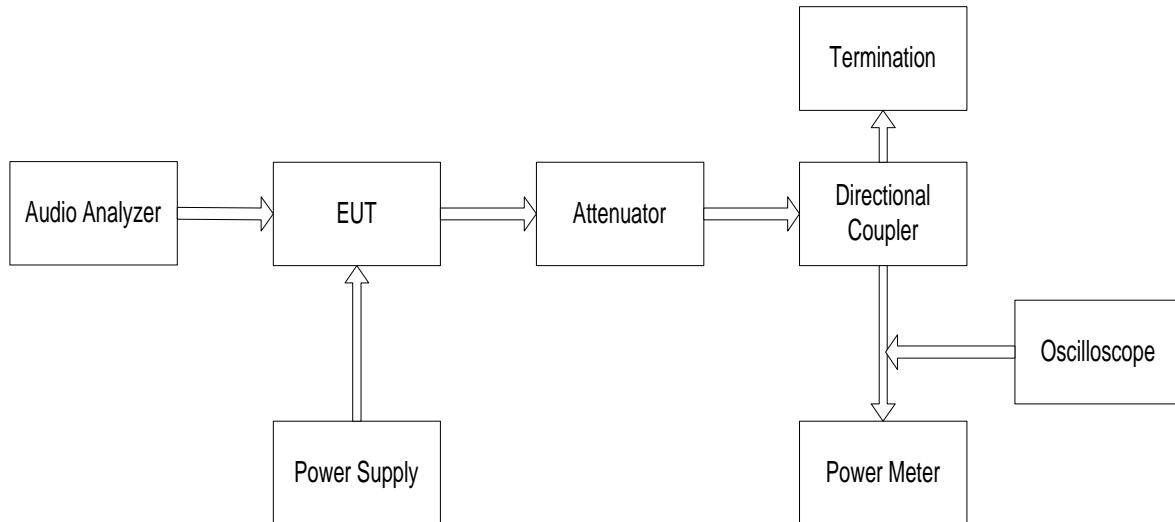 Termination
Audio Analyzer
EUT
Attenuator
Directional
Coupler
Oscilloscope
Power Supply
Power Meter